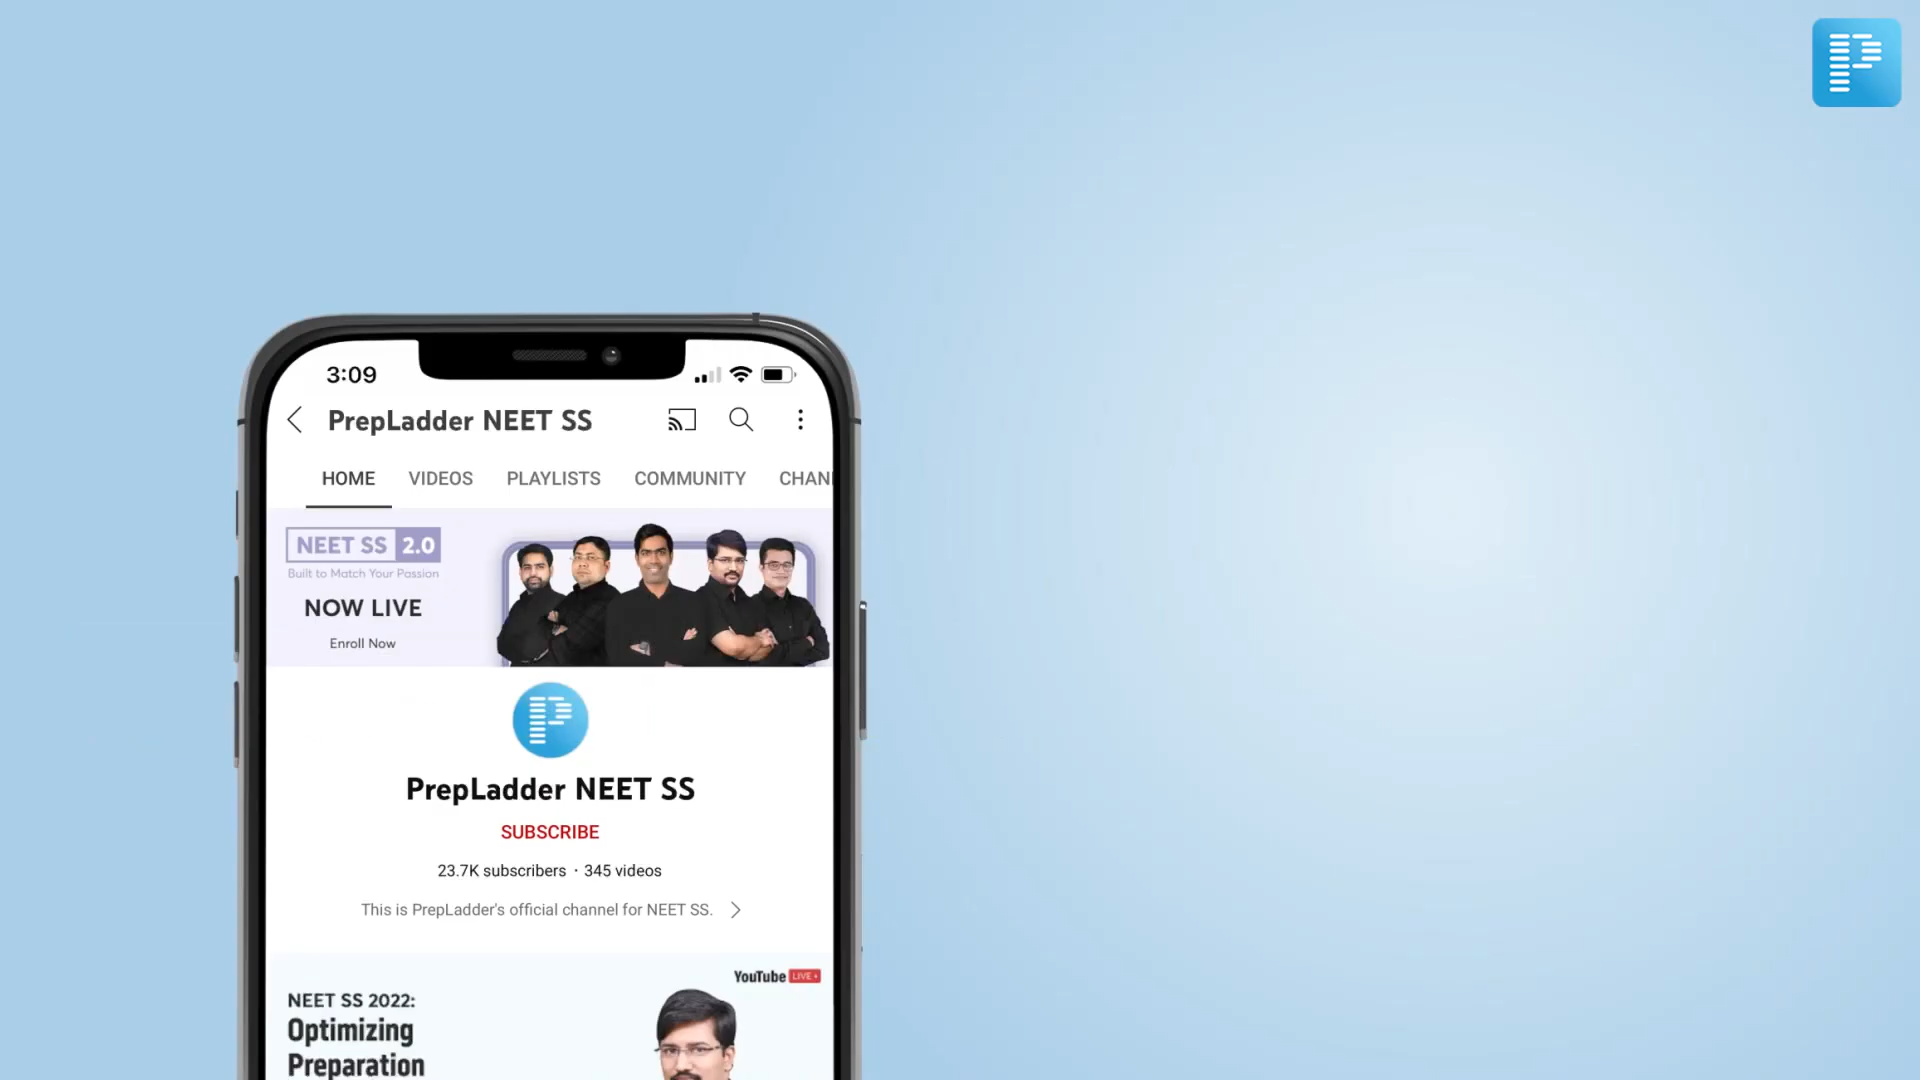 3:09
PrepLadder NEET SS
HOME VIDEOS PLAYLISTS COMMUNITY CHAN
NEET SS 2.0
Built to Match Your Passion
NOW LIVE
Enroll Now
PrepLadder NEET SS
SUBSCRIBE
23.7K subscribers · 345 videos
This is PrepLadder's official channel for NEET SS.
YouTube LIVE
NEET SS 2022:
Optimizing
Preparation